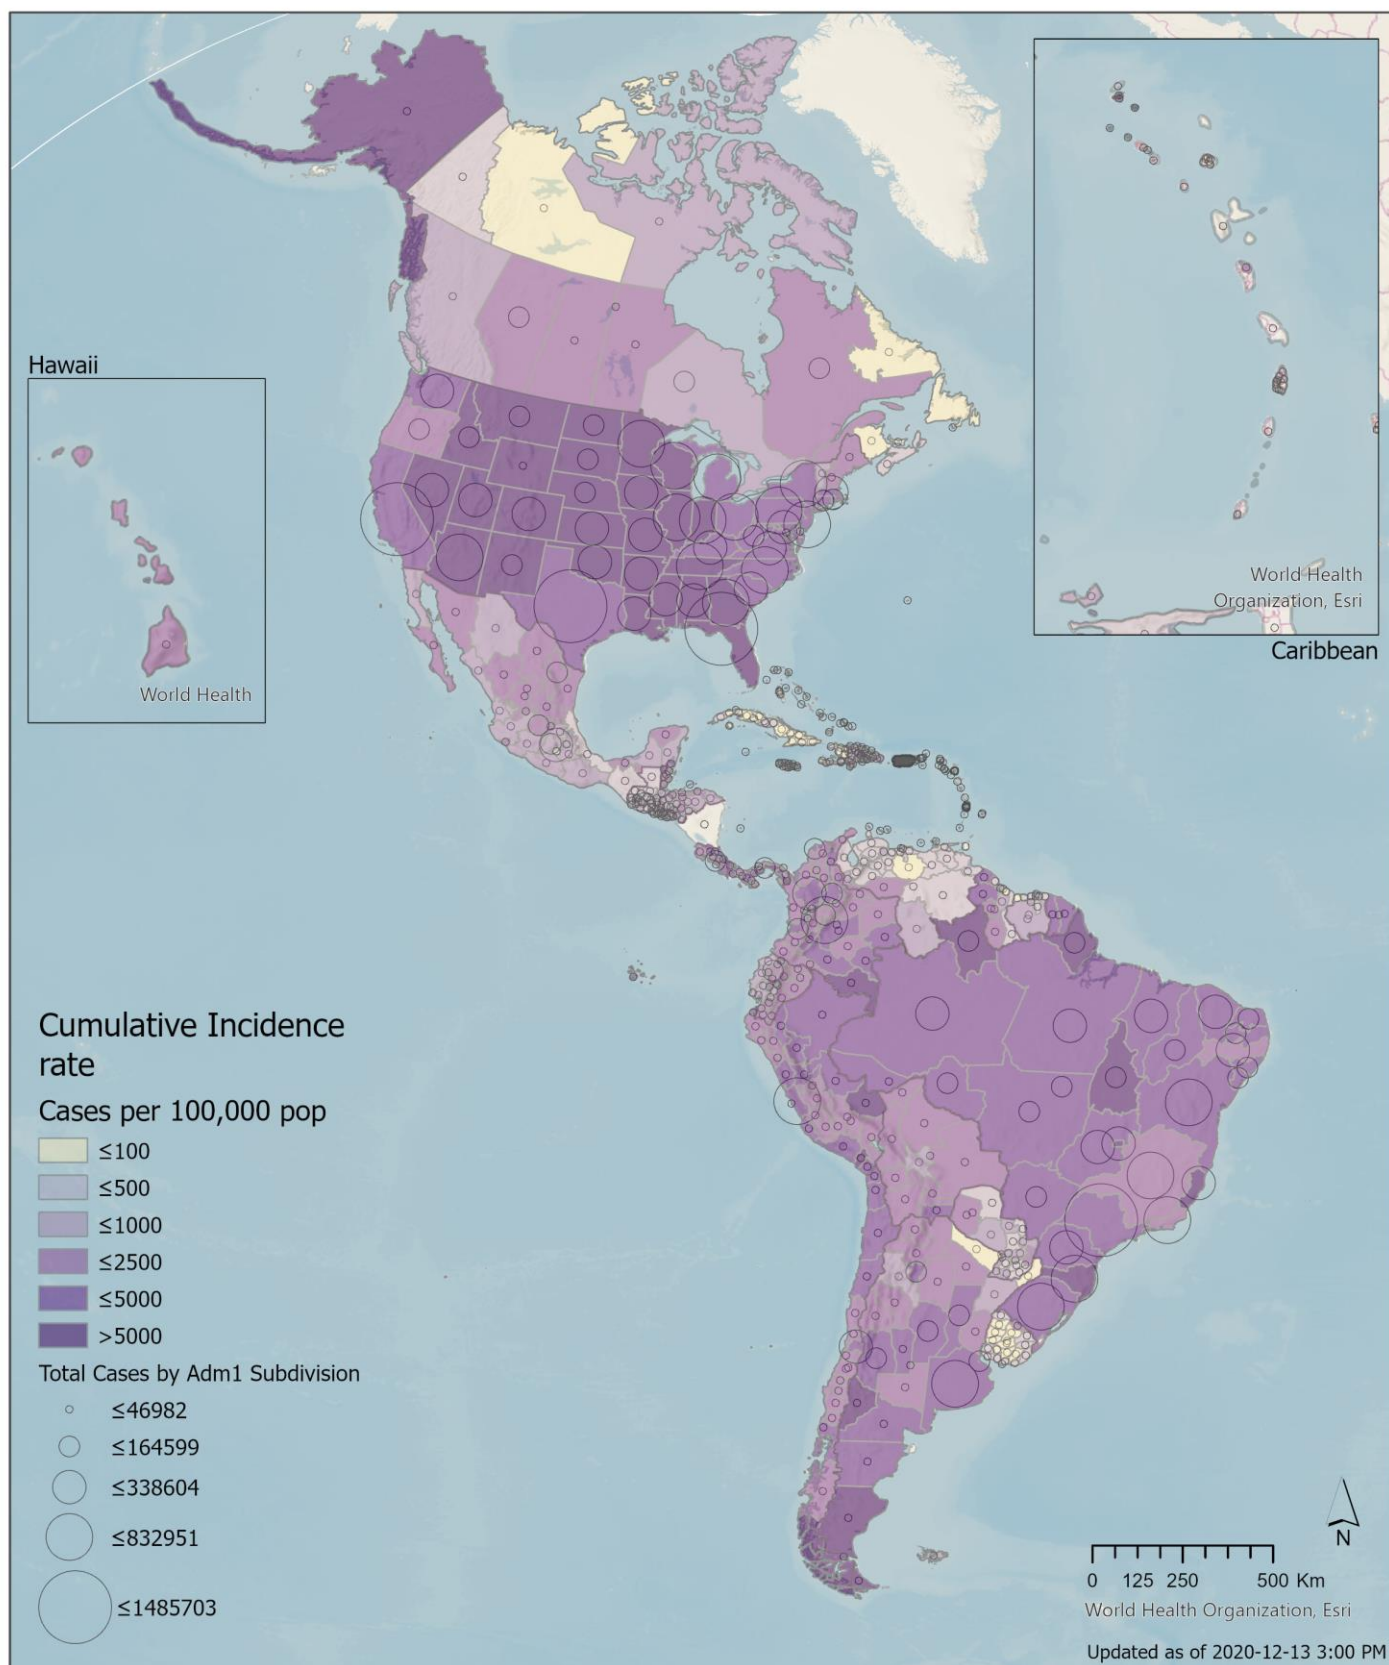 Hawaii
World Health
World Health
Organization, Esri
Caribbean
Cumulative Incidence
rate
Cases per 100,000 pop
≤100
≤500
≤1000
≤2500
≤5000
>5000
Total Cases by Adm1 Subdivision
≤46982
≤164599
≤338604
≤832951
≤1485703
N
0 125 250 500 Km
World Health Organization, Esri
Updated as of 2020-12-13 3:00 PM